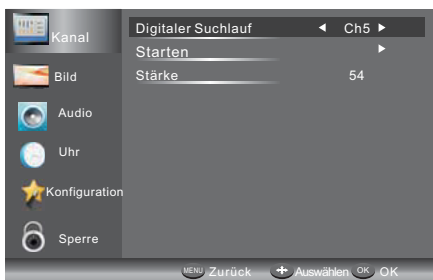 Kanal
Bild
Audio
Uhr
Konfiguration
Sperre
Digitaler Suchlauf Ch5
Starten
Stärke 54
MENU Zurück Auswählen OK OK